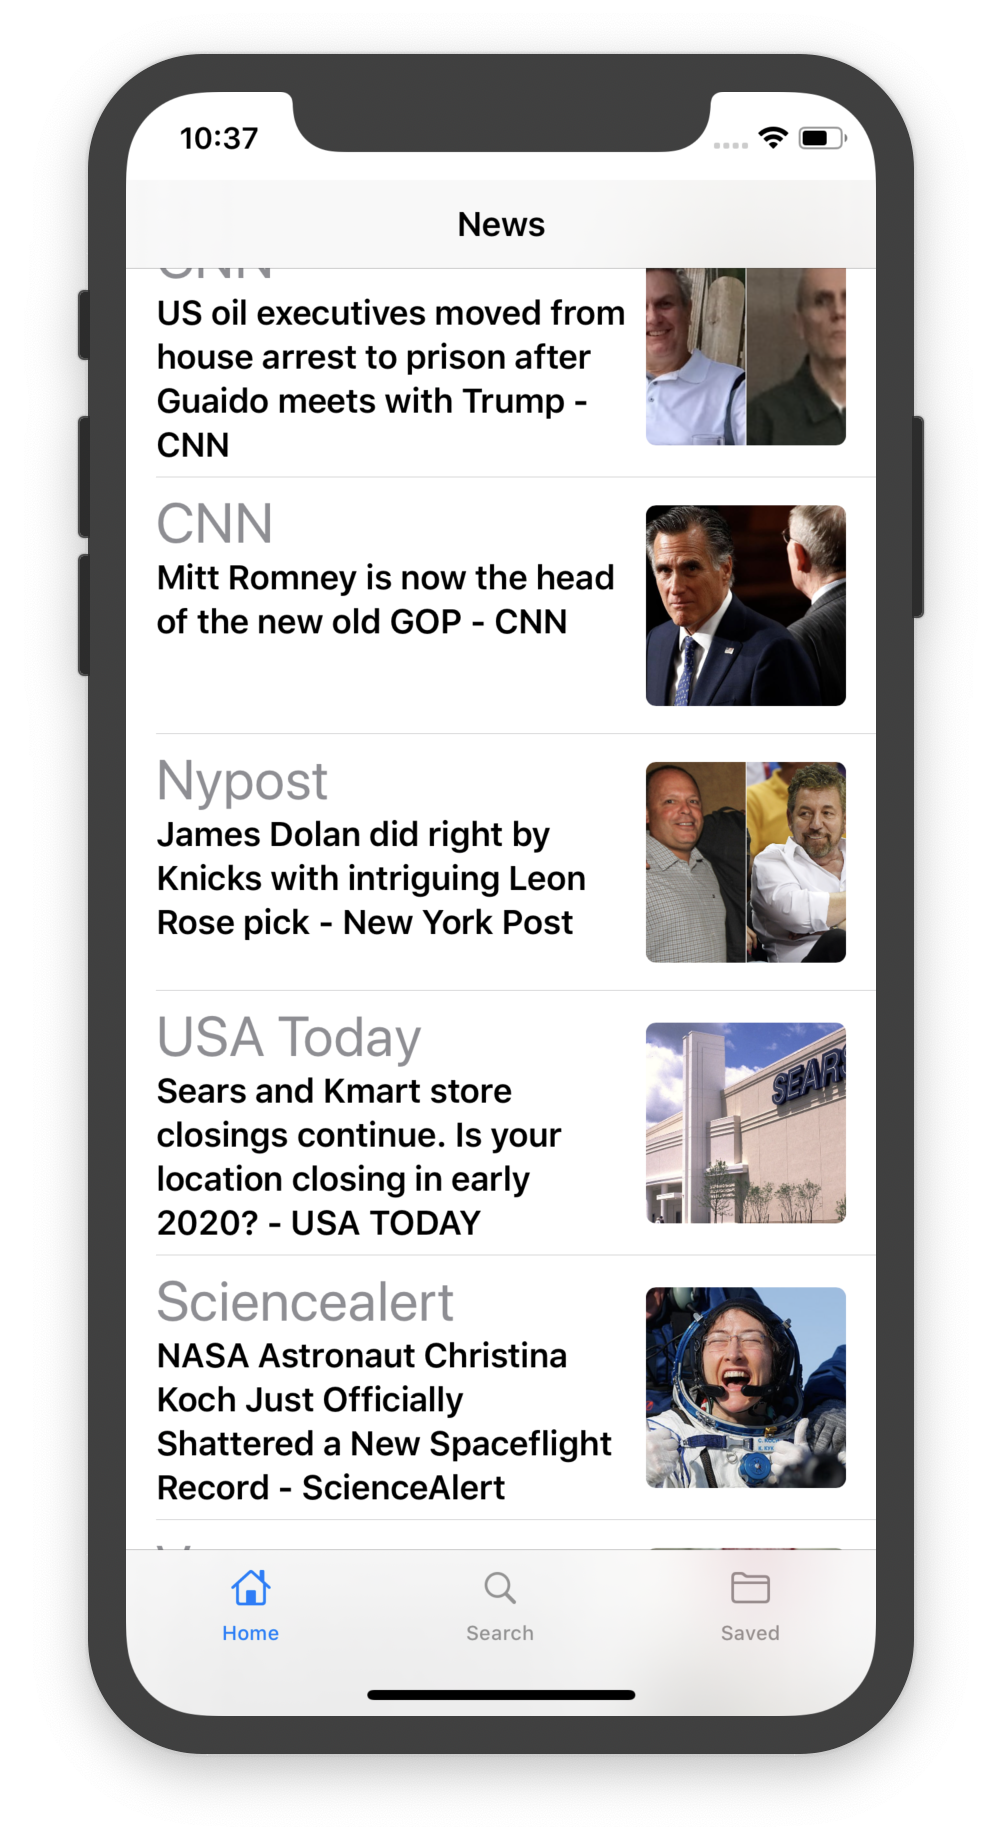 10:37
News
CNN
US oil executives moved from
house arrest to prison after
Guaido meets with Trump -
CNN
CNN
Mitt Romney is now the head
of the new old GOP - CNN
Nypost
James Dolan did right by
Knicks with intriguing Leon
Rose pick - New York Post
USA Today
Sears and Kmart store
closings continue. Is your
location closing in early
2020? - USA TODAY
SEARS
Sciencealert
NASA Astronaut Christina
Koch Just Officially
Shattered a New Spaceflight
Record - ScienceAlert
Home
Search
Saved